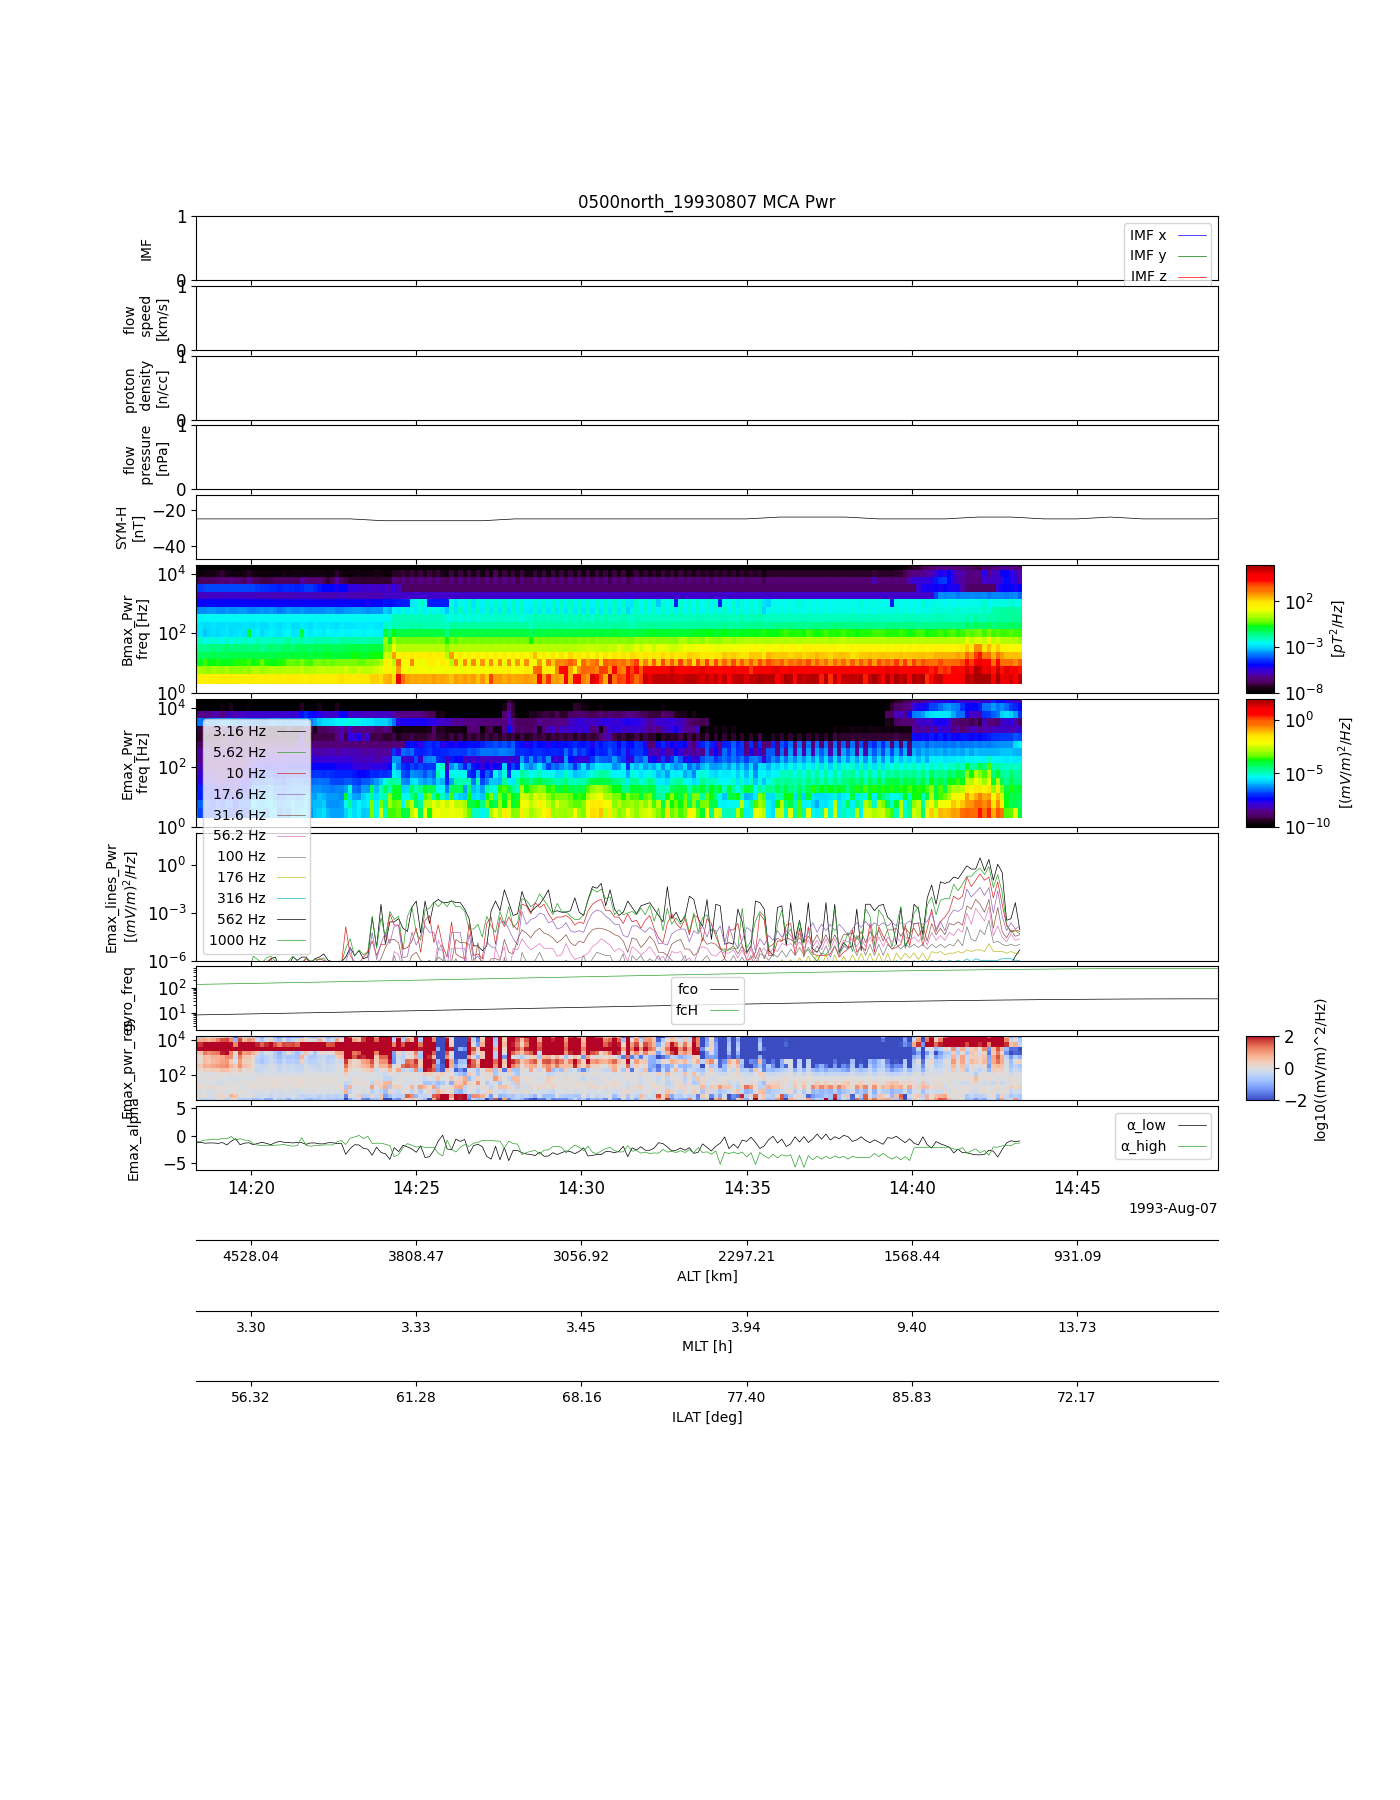 0500north_19930807 MCA Pwr
1
0
IMF
IMF x
IMF y
IMF z
1
0
flow
speed
[km/s]
1
0
proton
density
[n/cc]
1
0
flow
pressure
[nPa]
−20
−40
SYM-H
[nT]
10^4
10^2
10^0
Bmax_Pwr
freq [Hz]
10^2
10^−3
10^−8
[pT^2/Hz]
10^4
10^2
10^0
Emax_Pwr
freq [Hz]
10^0
10^−5
10^−10
[(mV/m)^2/Hz]
3.16 Hz
5.62 Hz
10 Hz
17.6 Hz
31.6 Hz
56.2 Hz
100 Hz
176 Hz
316 Hz
562 Hz
1000 Hz
10^0
10^−3
10^−6
Emax_lines_Pwr
[(mV/m)^2/Hz]
10^2
10^1
gyro_freq
fco
fcH
10^4
10^2
Emax_pwr_reg
2
0
−2
log10((mV/m)^2/Hz)
5
0
−5
Emax_alpha
α_low
α_high
14:20 14:25 14:30 14:35 14:40 14:45
1993-Aug-07
4528.04 3808.47 3056.92 2297.21 1568.44 931.09
ALT [km]
3.30 3.33 3.45 3.94 9.40 13.73
MLT [h]
56.32 61.28 68.16 77.40 85.83 72.17
ILAT [deg]